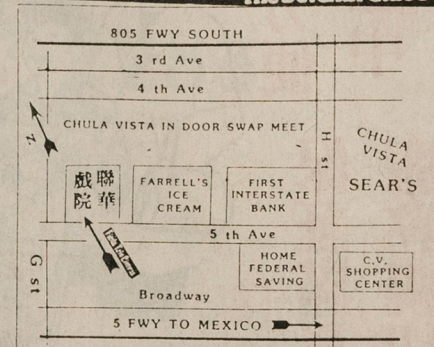 805 FWY SOUTH
3 rd Ave
4 th Ave
CHULA VISTA IN DOOR SWAP MEET
H st
CHULA
VISTA
SEAR'S
N.
聯華
戲院
FARRELL'S
ICE
CREAM
FIRST
INTERSTATE
BANK
5 th Ave
G st
HOME
FEDERAL
SAVING
C.V.
SHOPPING
CENTER
Broadway
5 FWY TO MEXICO